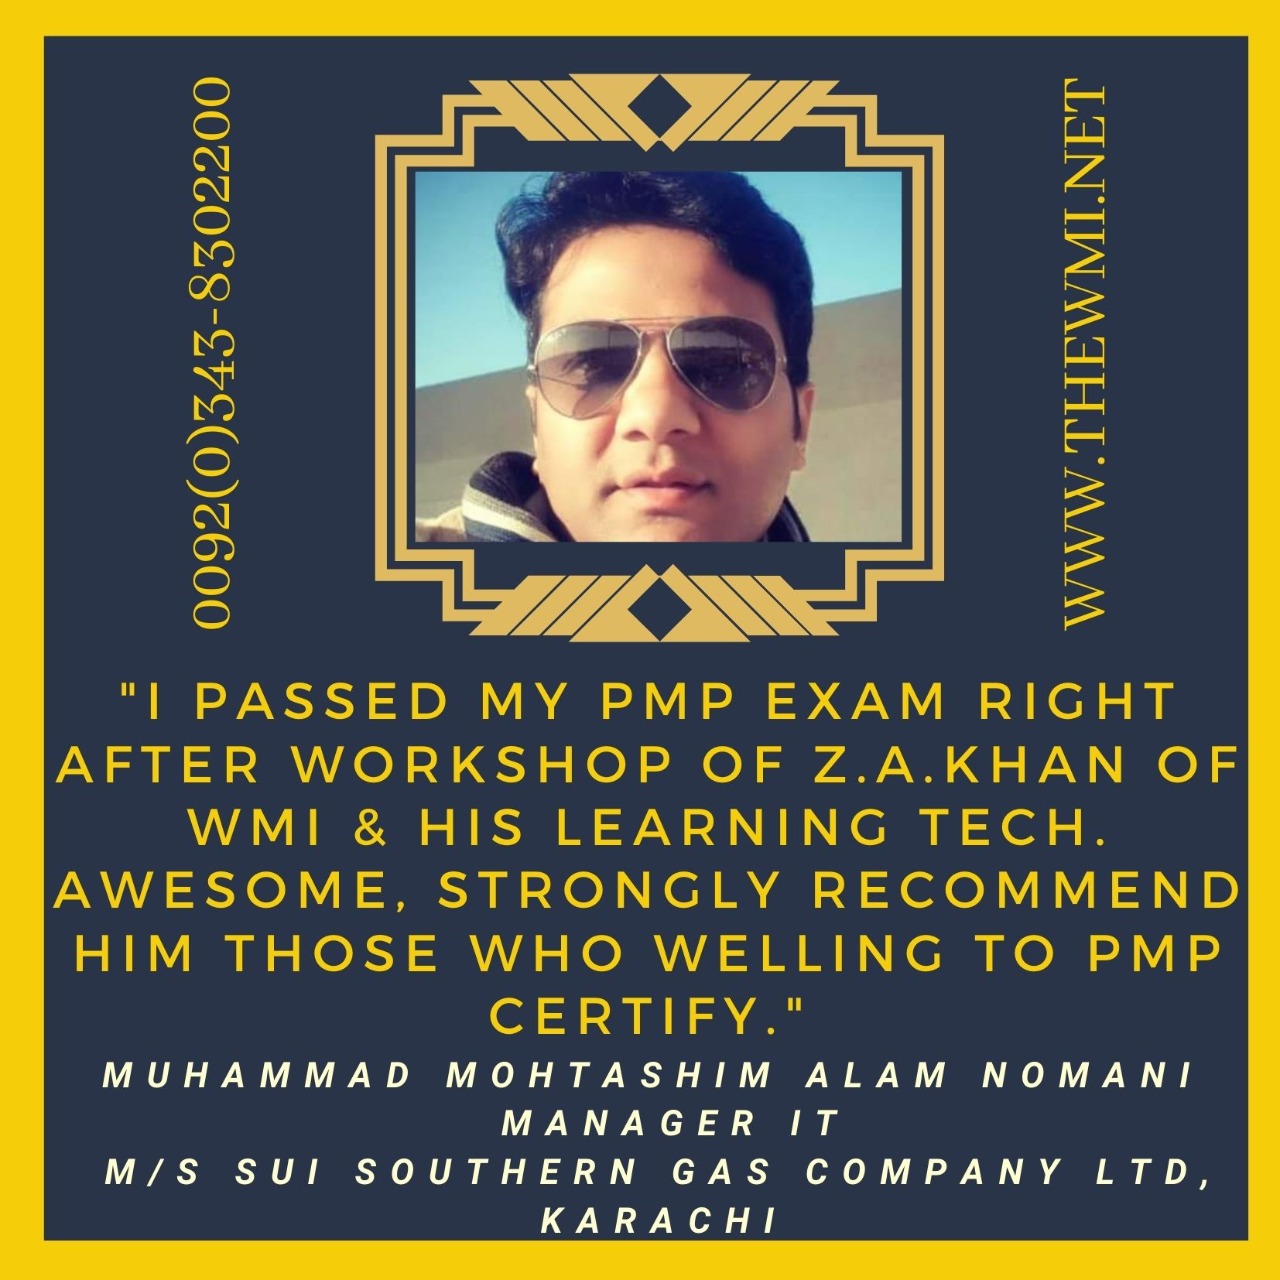 0092(0)343-8302200
WWW.THEWMI.NET
"I PASSED MY PMP EXAM RIGHT
AFTER WORKSHOP OF Z.A.KHAN OF
WMI & HIS LEARNING TECH.
AWESOME, STRONGLY RECOMMEND
HIM THOSE WHO WELLING TO PMP
CERTIFY."
MUHAMMAD MOHTASHIM ALAM NOMANI
MANAGER IT
M/S SUI SOUTHERN GAS COMPANY LTD,
KARACHI